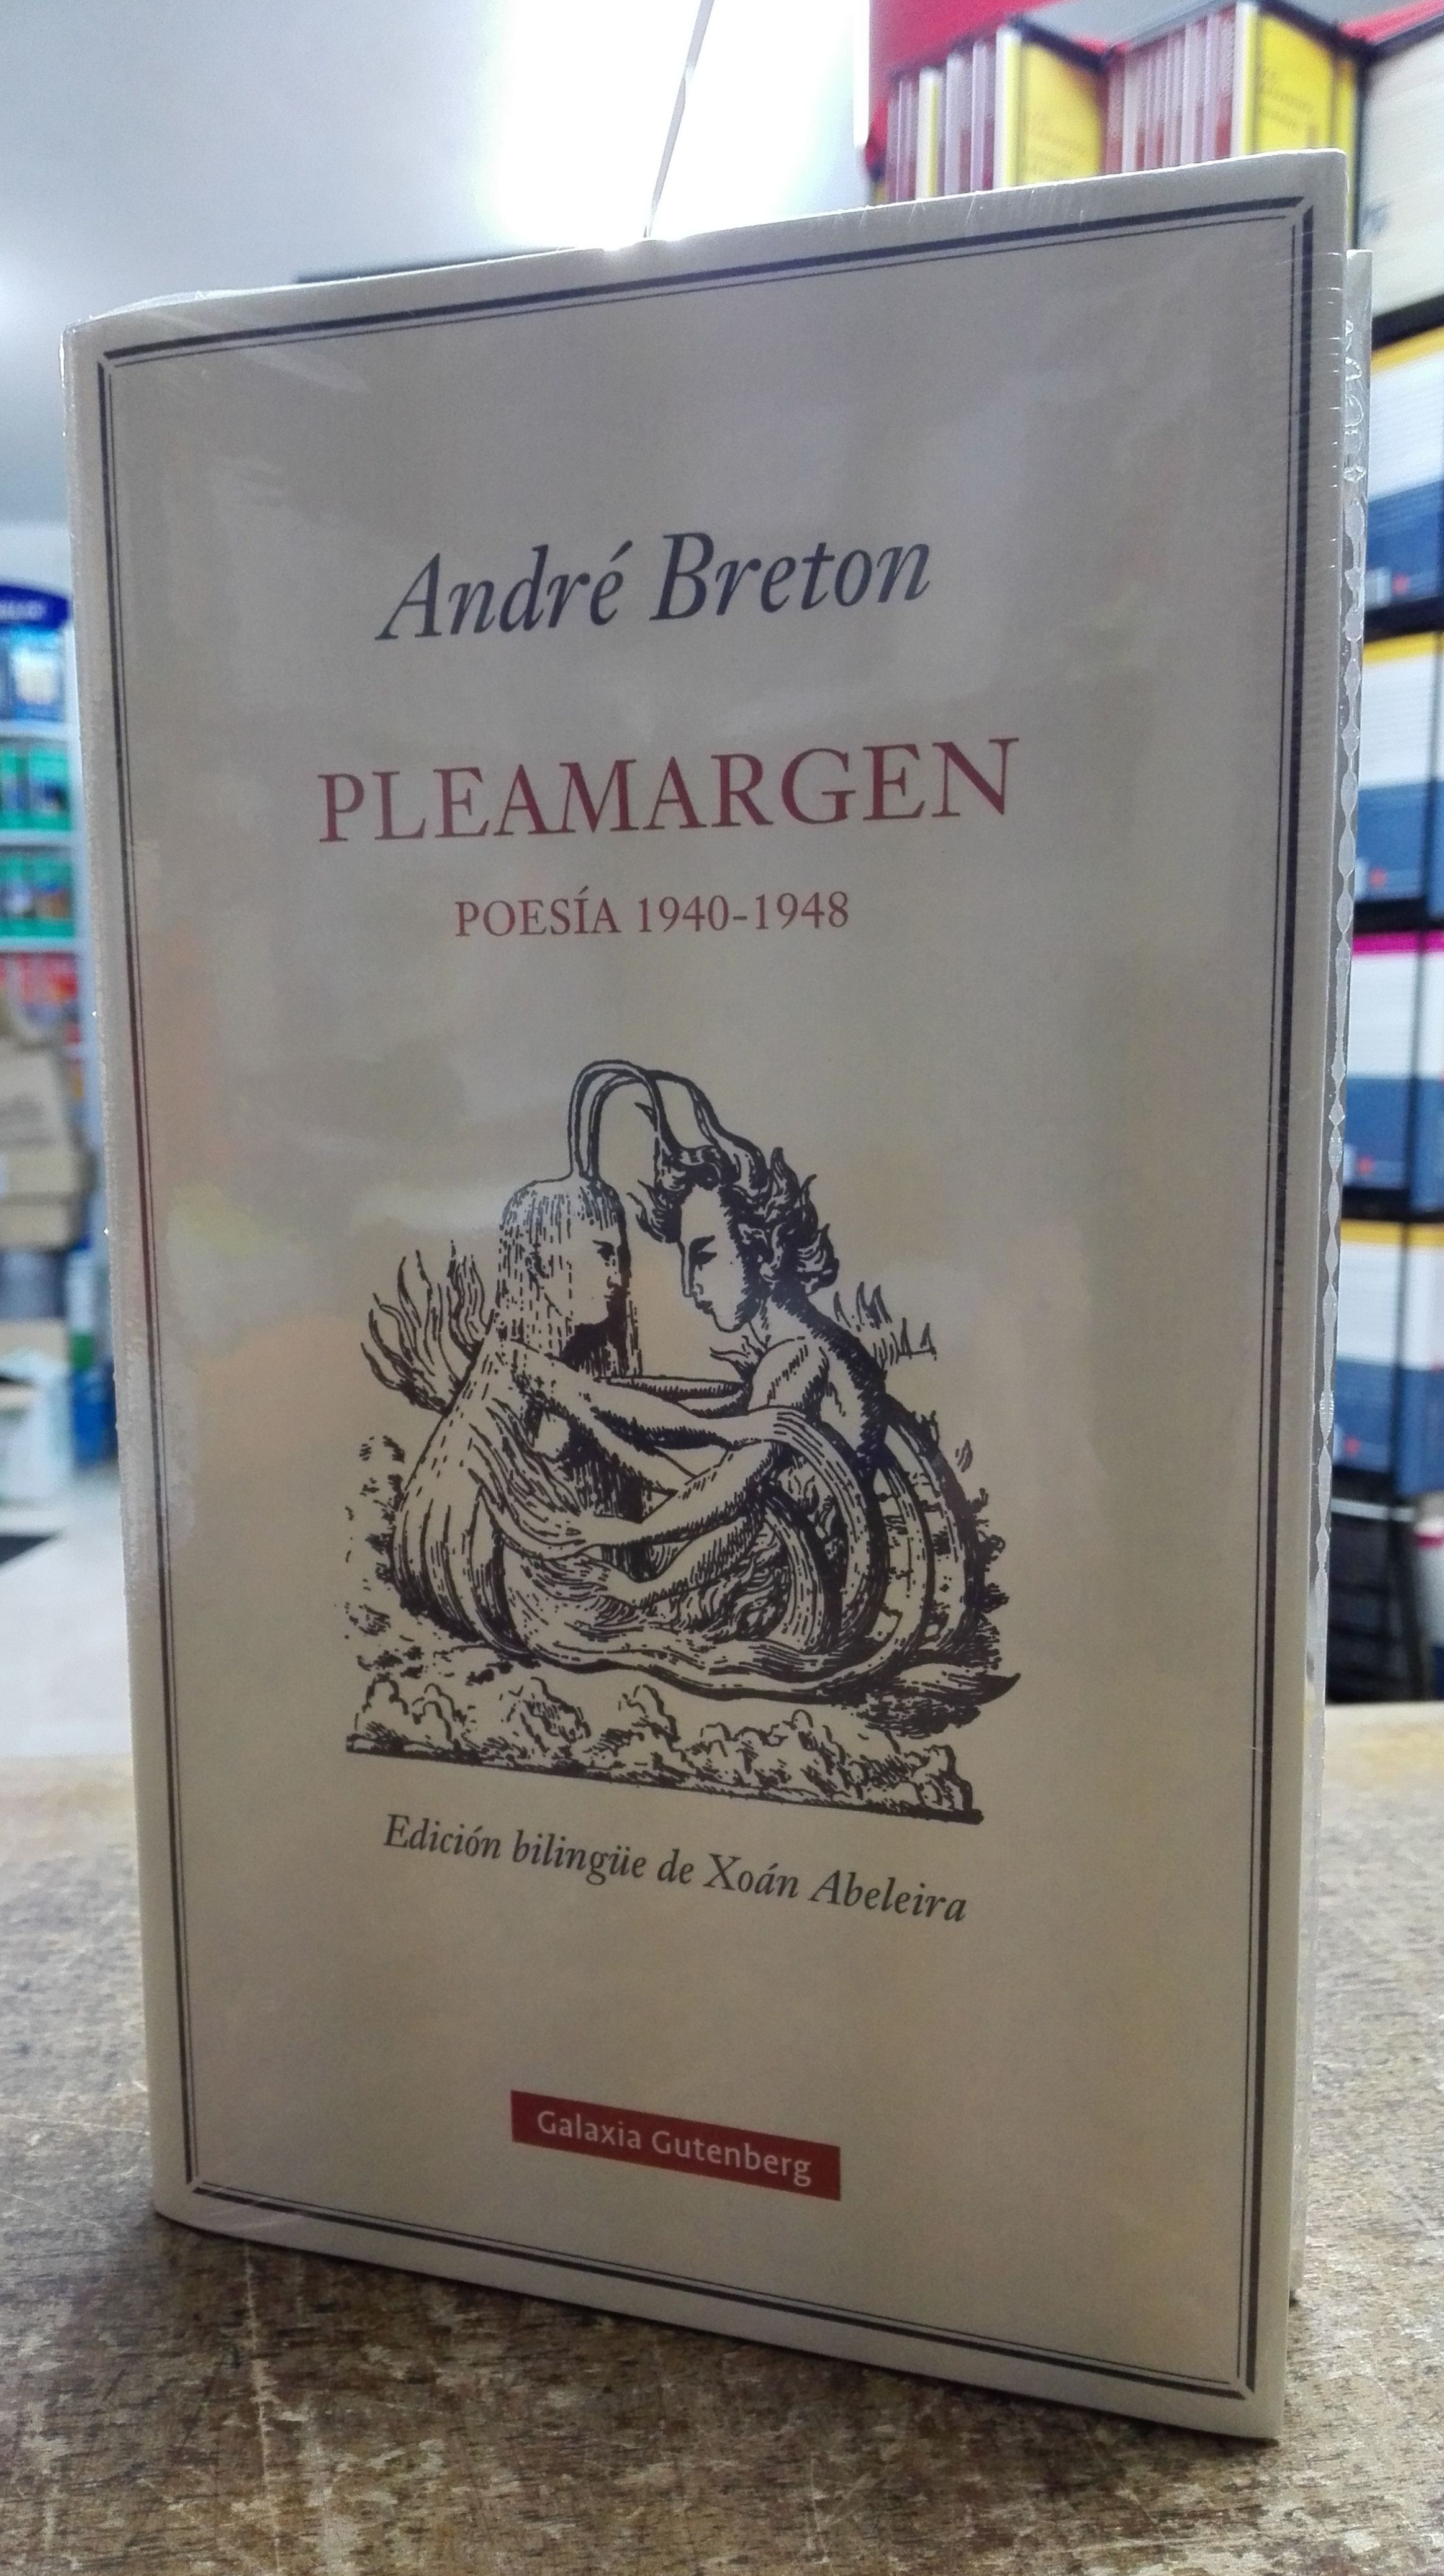 André Breton
PLEAMARGEN
POESÍA 1940-1948
Edición bilingüe de Xoán Abeleira
Galaxia Gutenberg